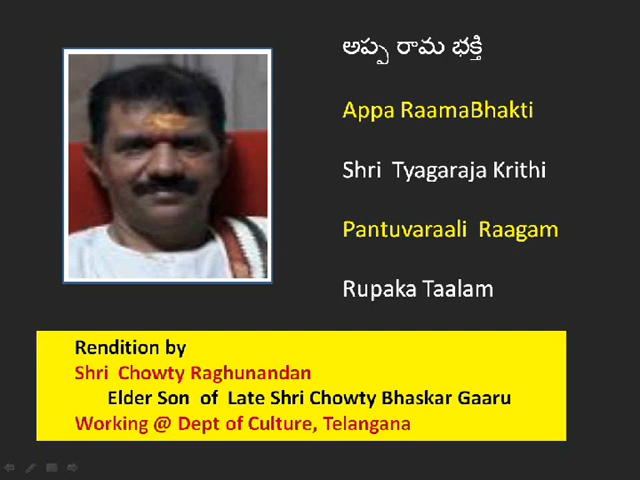 అప్ప రామ భక్తి
Appa RaamaBhakti
Shri Tyagaraja Krithi
Pantuvaraali Raagam
Rupaka Taalam
Rendition by
Shri Chowty Raghunandan
Elder Son of Late Shri Chowty Bhaskar Gaaru
Working @ Dept of Culture, Telangana